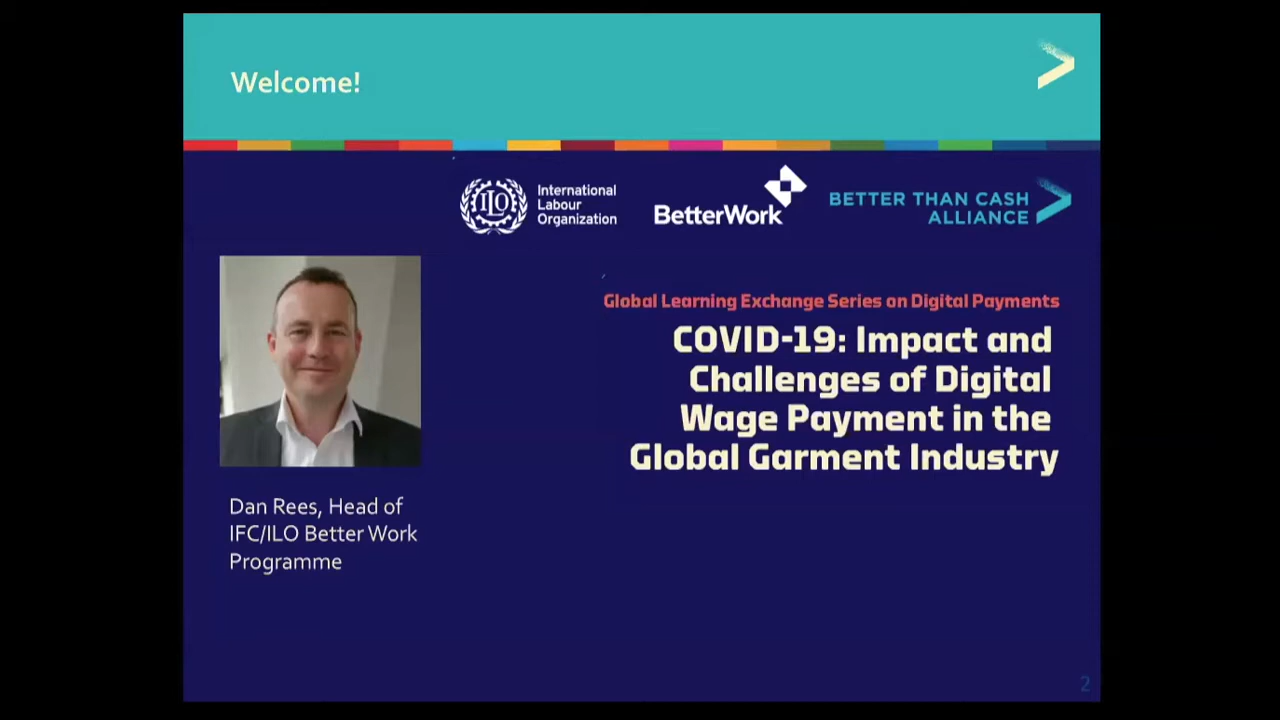 Welcome!
ILO
International
Labour
Organization
BetterWork
BETTER THAN CASH
ALLIANCE
Global Learning Exchange Series on Digital Payments
COVID-19: Impact and
Challenges of Digital
Wage Payment in the
Global Garment Industry
Dan Rees, Head of
IFC/ILO Better Work
Programme
2